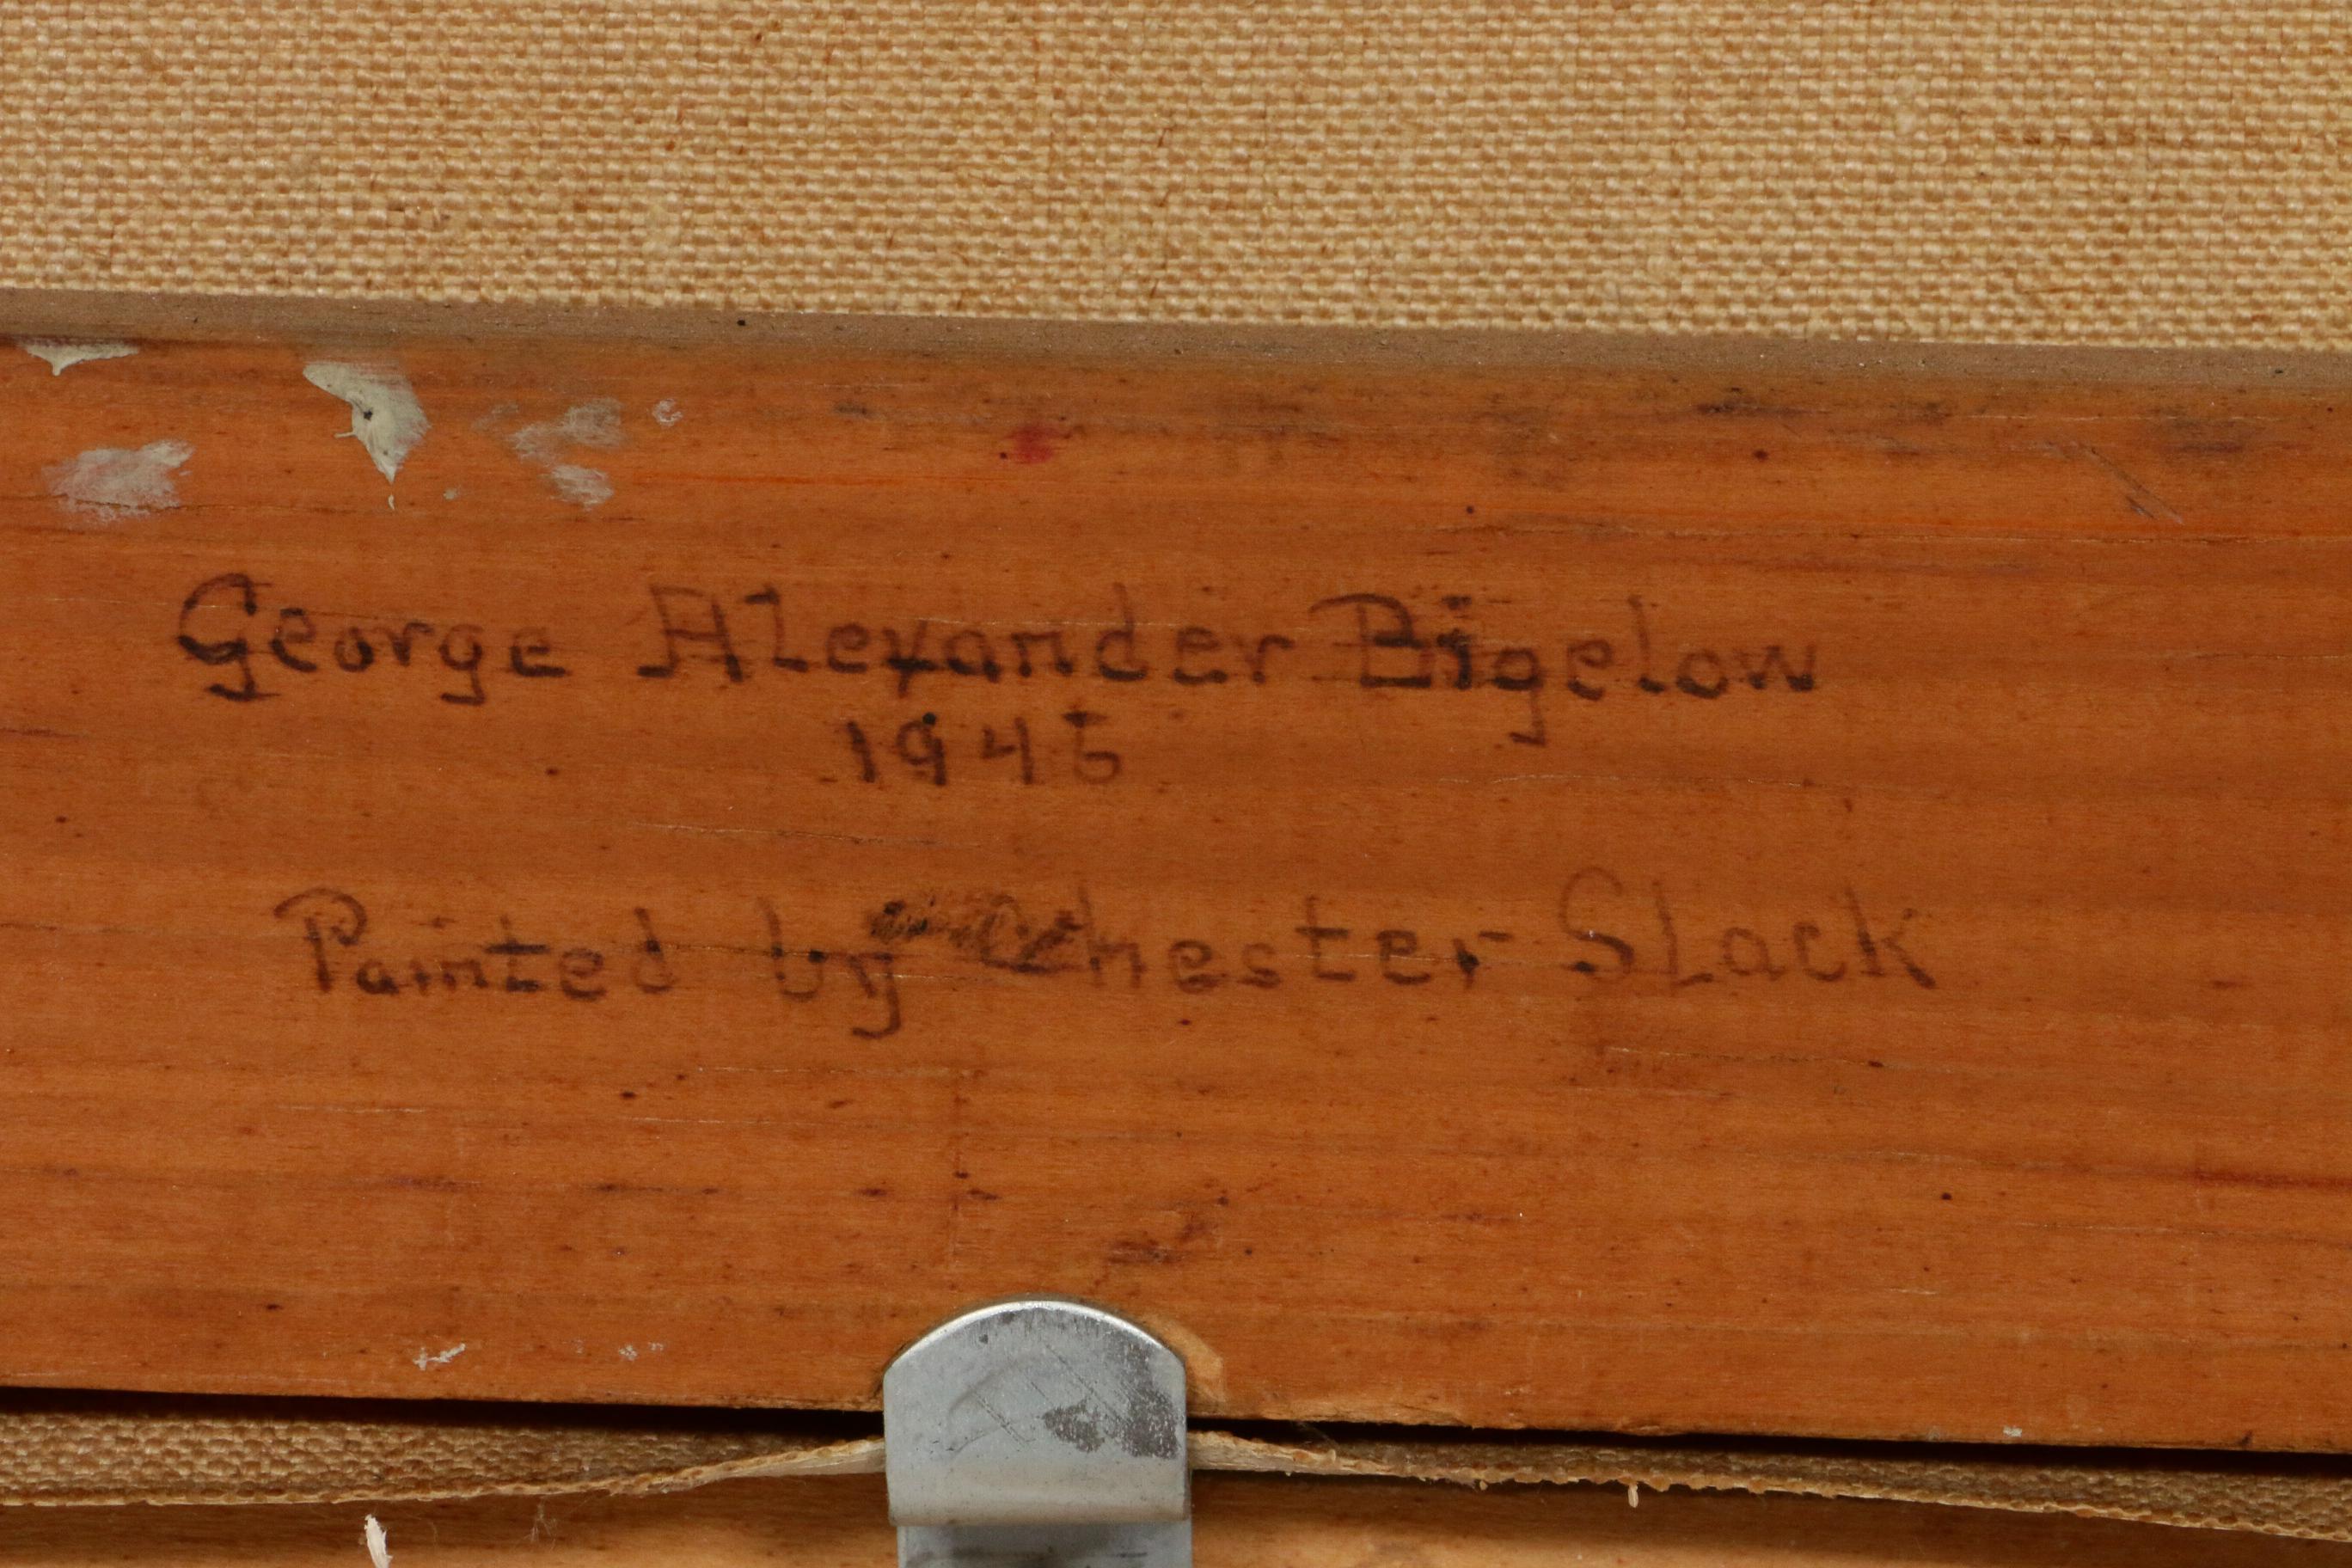 George Alexander Bigelow
1945
Painted by Chester Slack